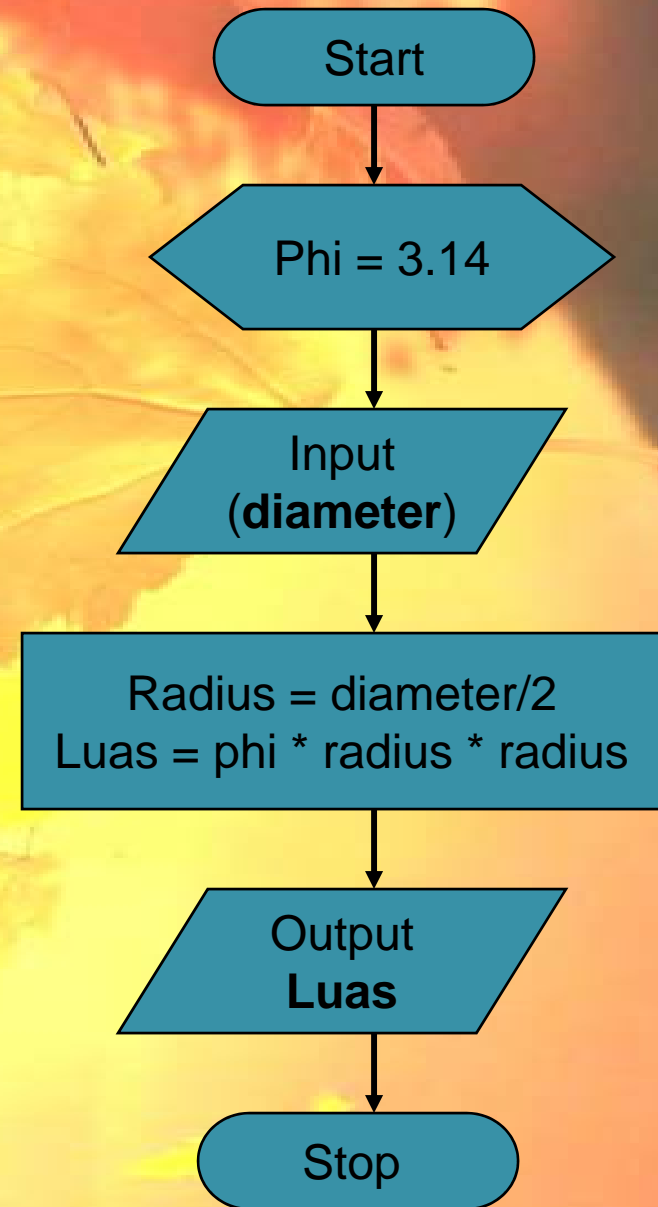 Start
Phi = 3.14
Input
(diameter)
Radius = diameter/2
Luas = phi * radius * radius
Output
Luas
Stop